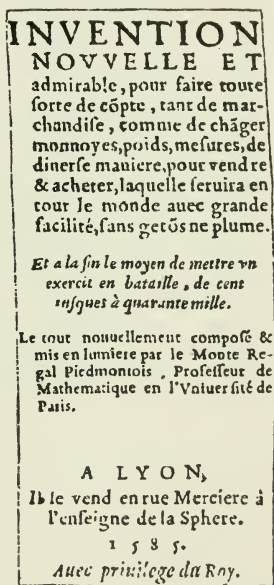 INVENTION
NOVVELLE ET
admirable, pour faire toute
ſorte de cõpte, tant de mar-
chandiſe, comme de chãger
monnoyes, poids, meſures, de
diuerſe maniere, pour vendre
& acheter, laquelle ſeruira en
tout le monde auec grande
facilité, ſans getõs ne plume.
Et a la fin le moyen de mettre vn
exercit en bataille, de cent
iuſques à quarante mille.
Le tout nouuellement compoſé &
mis en lumiere par le Monte Re-
gal Piedmontois, Profeſſeur de
Mathematique en l'Vniuerſité de
Paris.
A LYON,
Il ſe vend en rue Merciere à
l'enſeigne de la Sphere.
1585.
Auec priuilege du Roy.